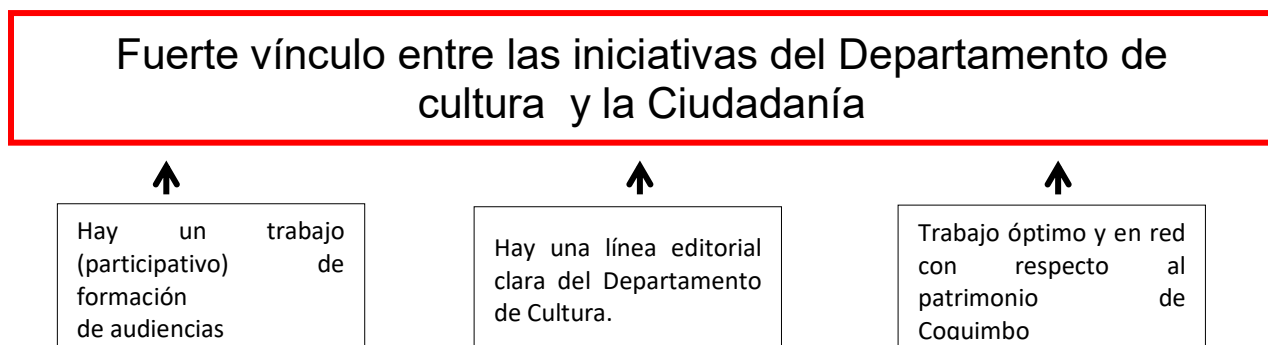 Fuerte vínculo entre las iniciativas del Departamento de
cultura y la Ciudadanía
Hay un trabajo
(participativo) de
formación
de audiencias
Hay una línea editorial
clara del Departamento
de Cultura.
Trabajo óptimo y en red
con respecto al
patrimonio de
Coquimbo